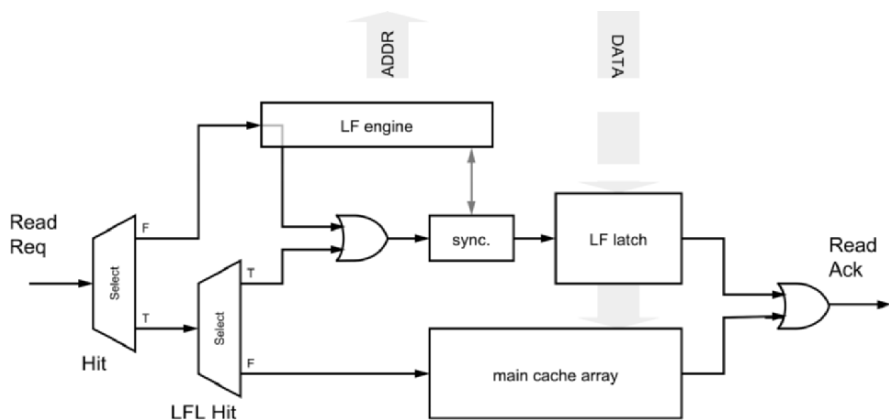 ADDR
DATA
LF engine
F
Read
Req
Select
sync.
LF latch
Read
Ack
T
Select
T
Hit
F
main cache array
LFL Hit